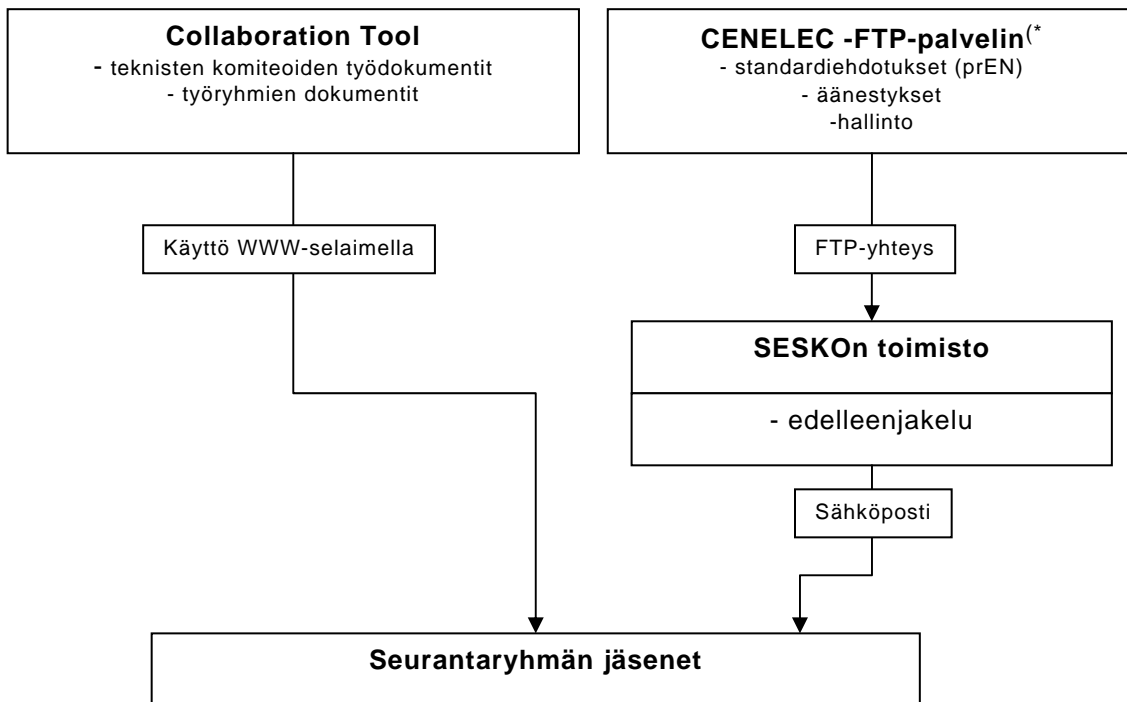 Collaboration Tool
- teknisten komiteoiden työdokumentit
- työryhmien dokumentit
CENELEC -FTP-palvelin(*
- standardiehdotukset (prEN)
- äänestykset
-hallinto
Käyttö WWW-selaimella
FTP-yhteys
SESKOn toimisto
- edelleenjakelu
Sähköposti
Seurantaryhmän jäsenet